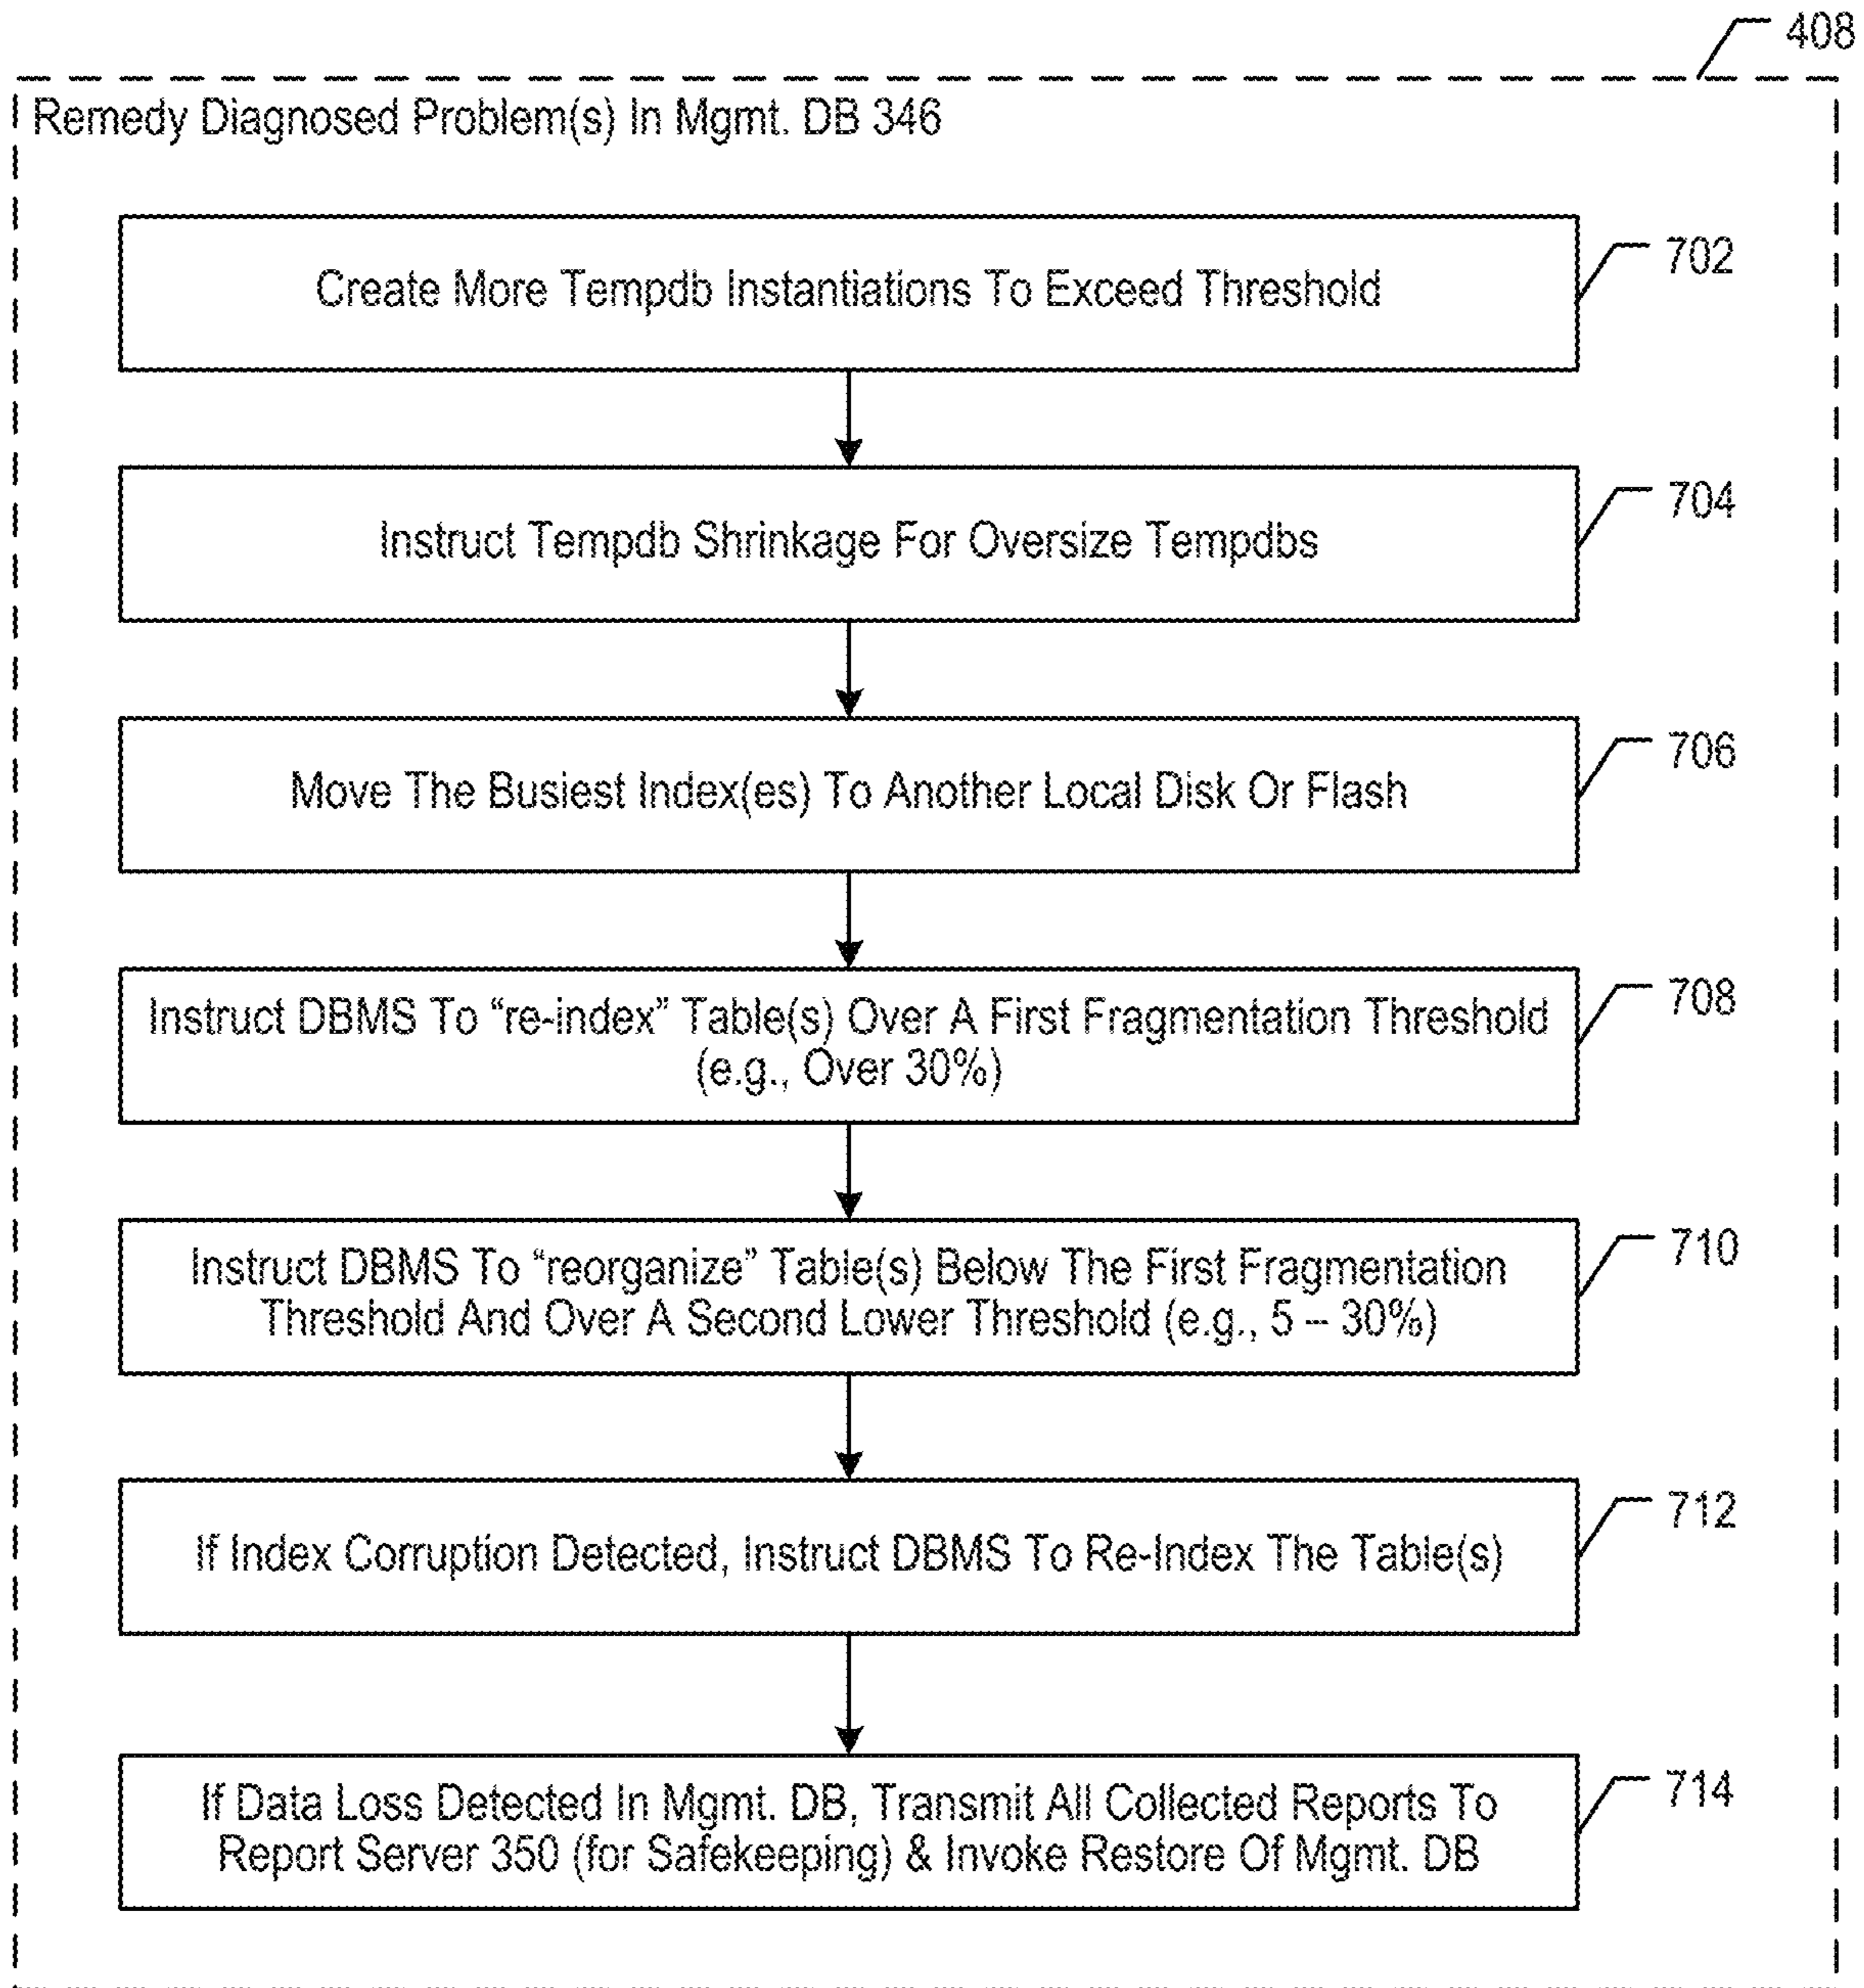 408
Remedy Diagnosed Problem(s) In Mgmt. DB 346
Create More Tempdb Instantiations To Exceed Threshold
702
Instruct Tempdb Shrinkage For Oversize Tempdbs
704
Move The Busiest Index(es) To Another Local Disk Or Flash
706
Instruct DBMS To “re-index” Table(s) Over A First Fragmentation Threshold
(e.g., Over 30%)
708
Instruct DBMS To “reorganize” Table(s) Below The First Fragmentation
Threshold And Over A Second Lower Threshold (e.g., 5 – 30%)
710
If Index Corruption Detected, Instruct DBMS To Re-Index The Table(s)
712
If Data Loss Detected In Mgmt. DB, Transmit All Collected Reports To
Report Server 350 (for Safekeeping) & Invoke Restore Of Mgmt. DB
714